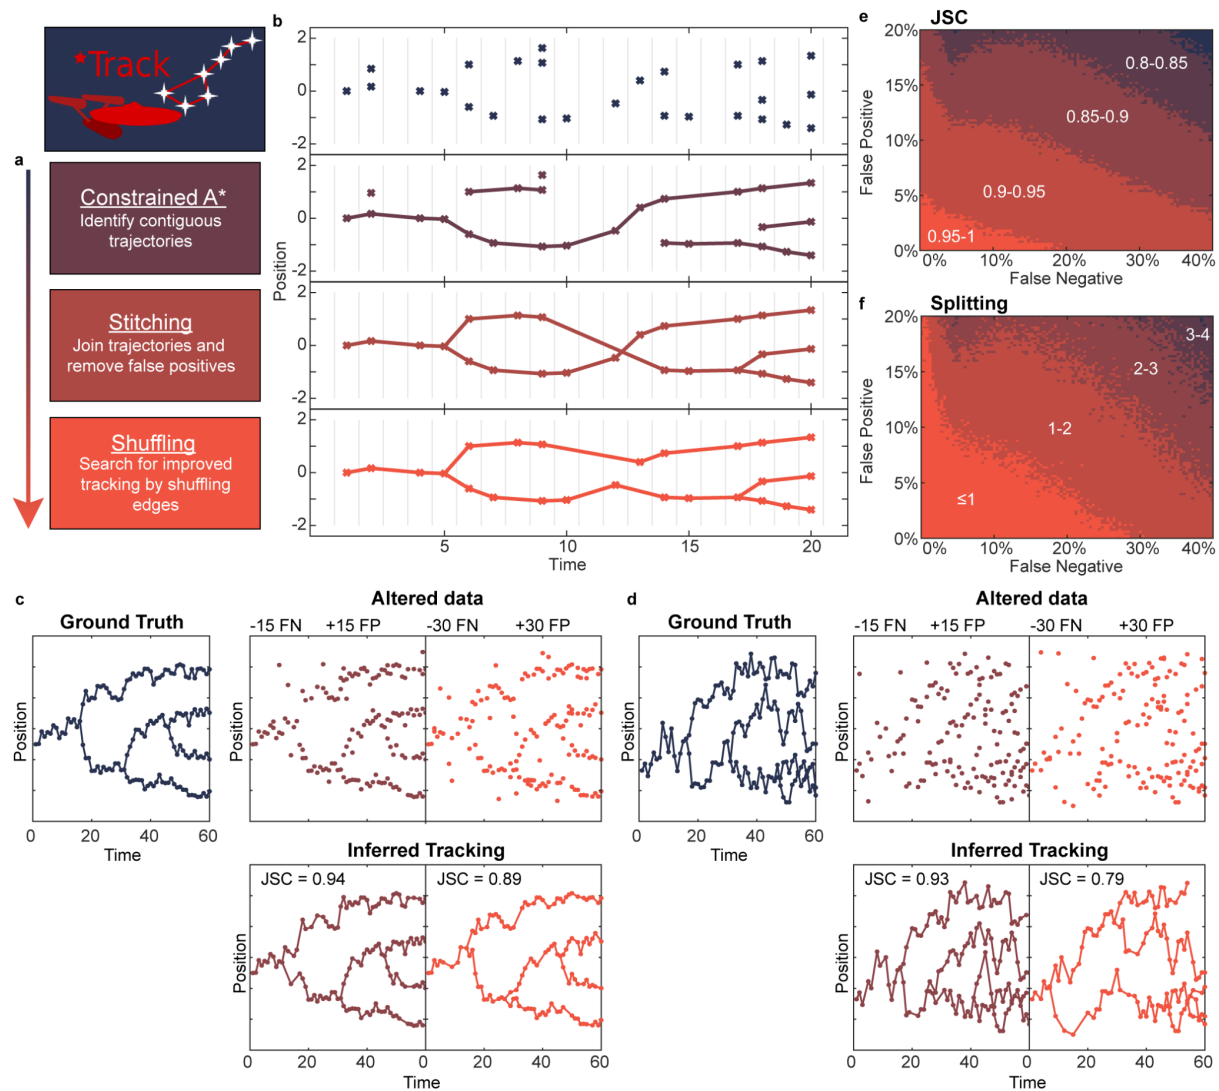 *Track
a
Constrained A*
Identify contiguous
trajectories
Stitching
Join trajectories and
remove false positives
Shuffling
Search for improved
tracking by shuffling
edges
b
2
0
-2
2
0
-2
2
0
-2
2
0
-2
Position
5
10
15
20
Time
e
JSC
20%
15%
10%
5%
0%
False Positive
0.8-0.85
0.85-0.9
0.9-0.95
0.95-1
0%
10%
20%
30%
40%
False Negative
f
Splitting
20%
15%
10%
5%
0%
False Positive
3-4
2-3
1-2
≤1
0%
10%
20%
30%
40%
False Negative
c
Ground Truth
Position
0
20
40
60
Time
Altered data
-15 FN
+15 FP
-30 FN
+30 FP
Inferred Tracking
JSC = 0.94
JSC = 0.89
Position
0
20
40
0
20
40
60
Time
Time
d
Ground Truth
Position
0
20
40
60
Time
Altered data
-15 FN
+15 FP
-30 FN
+30 FP
Inferred Tracking
JSC = 0.93
JSC = 0.79
Position
0
20
40
0
20
40
60
Time
Time